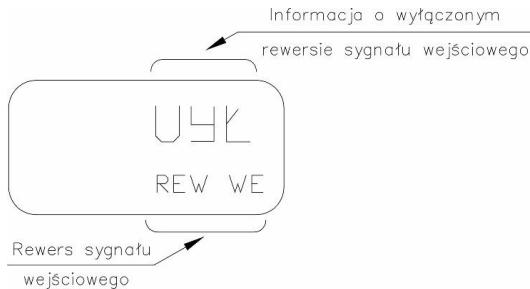 Informacja o wyłączonym
rewersie sygnału wejściowego
WYŁ
REW WE
Rewers sygnału
wejściowego